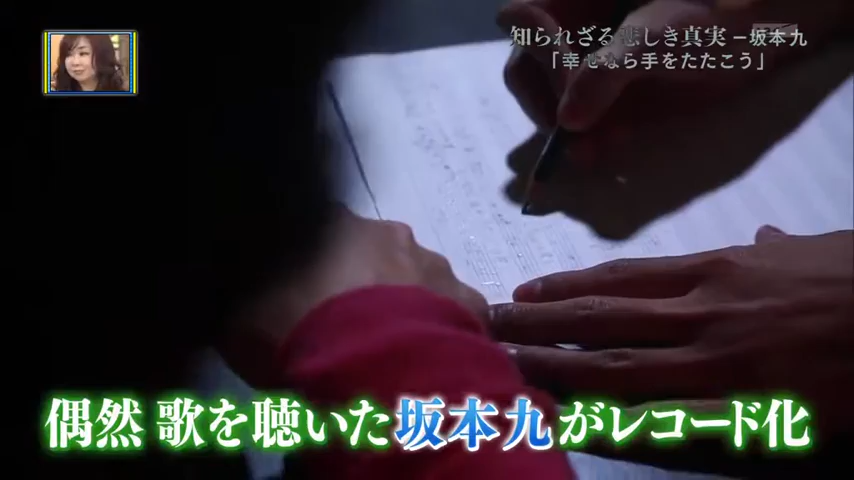 知られざる悲しき真実－坂本九
「幸せなら手をたたこう」
偶然 歌を聴いた坂本九がレコード化